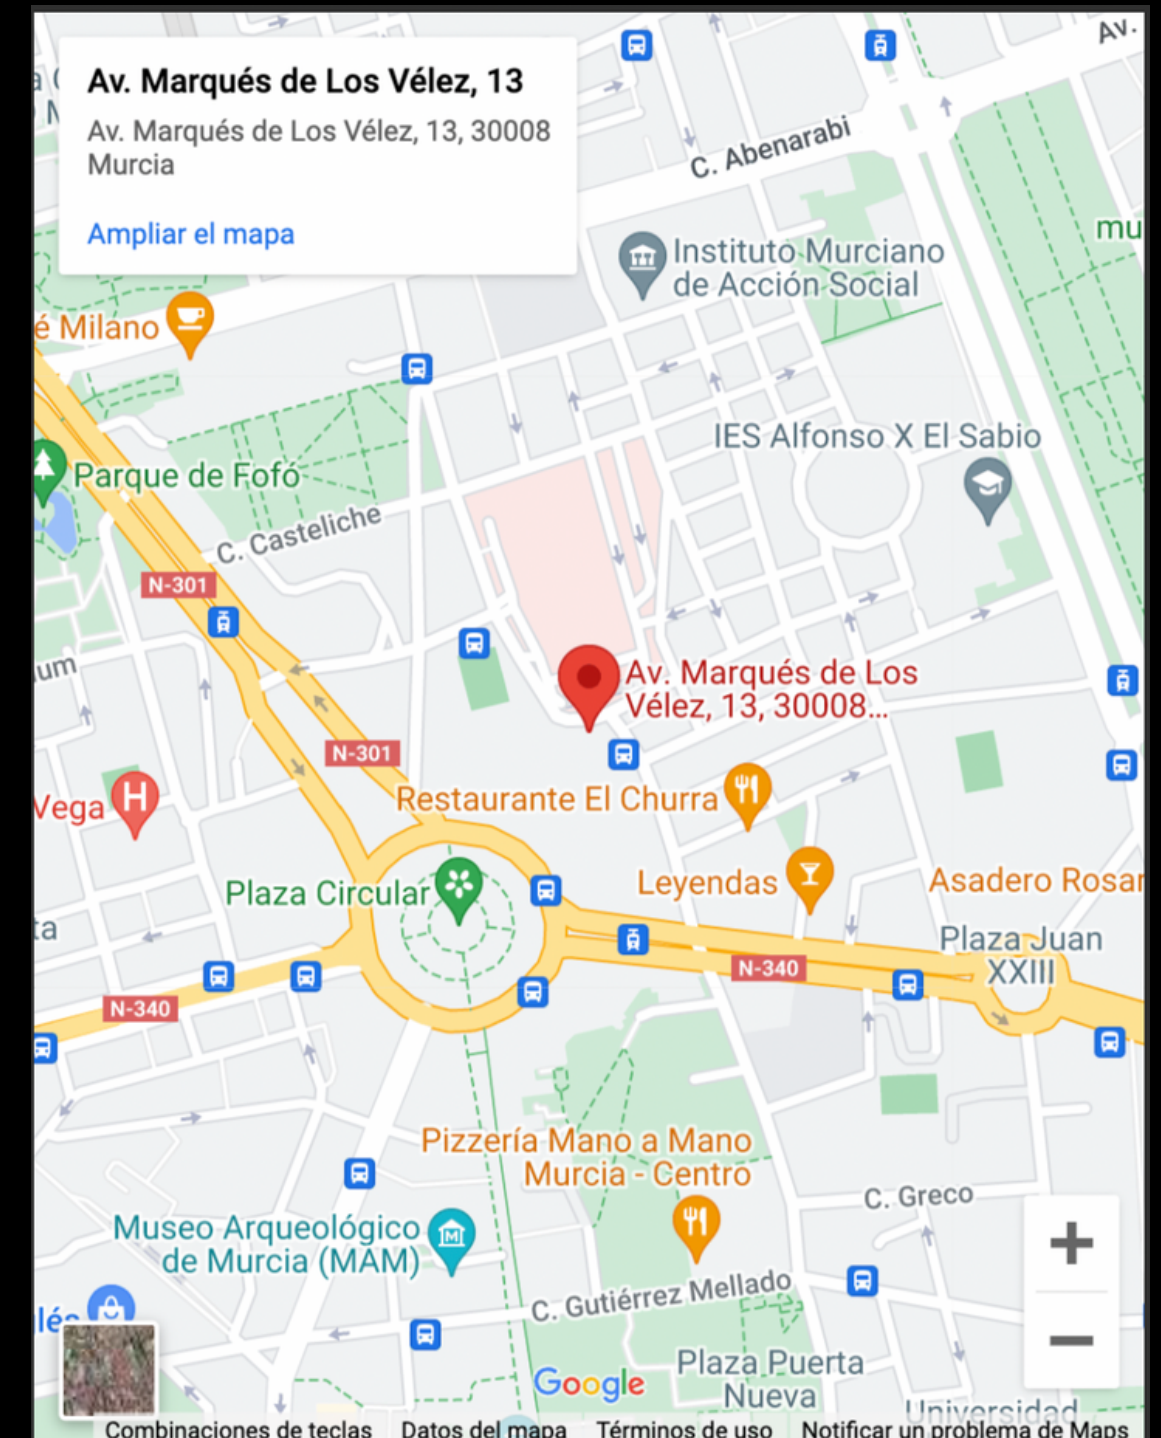 Av.
Av. Marqués de Los Vélez, 13
Av. Marqués de Los Vélez, 13, 30008
Murcia
Ampliar el mapa
C. Abenarabi
mu
Instituto Murciano
de Acción Social
é Milano
IES Alfonso X El Sabio
Parque de Fofó
C. Casteliche
N-301
um
Av. Marqués de Los
Vélez, 13, 30008...
N-301
H
Vega
Restaurante El Churra
Leyendas
Asadero Rosar
Plaza Circular
ta
Plaza Juan
XXIII
N-340
N-340
Pizzería Mano a Mano
Murcia - Centro
C. Greco
Museo Arqueológico
de Murcia (MAM)
M
+
C. Gutiérrez Mellado
lés
−
Plaza Puerta
Nueva
Google
Universidad
Combinaciones de teclas
Datos del mapa
Términos de uso
Notificar un problema de Maps